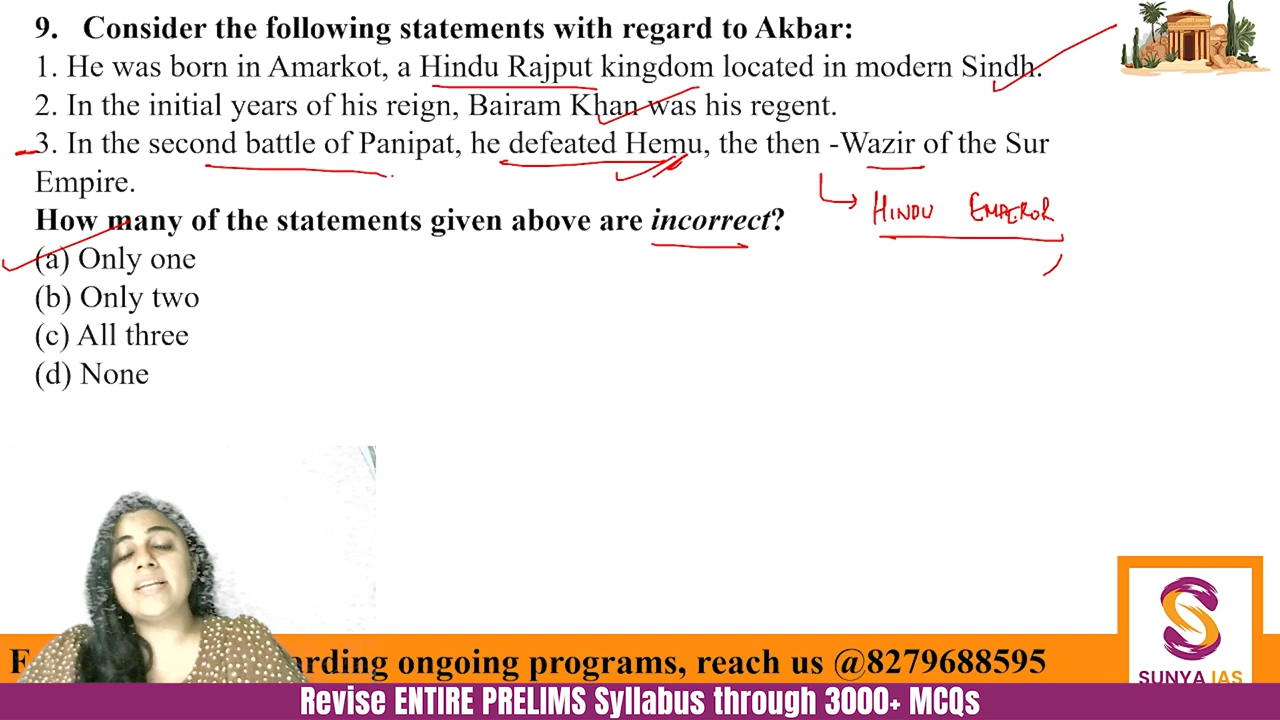 9. Consider the following statements with regard to Akbar:
1. He was born in Amarkot, a Hindu Rajput kingdom located in modern Sindh.
2. In the initial years of his reign, Bairam Khan was his regent.
3. In the second battle of Panipat, he defeated Hemu, the then -Wazir of the Sur
Empire.
HINDU EMPEROR
How many of the statements given above are incorrect?
(a) Only one
(b) Only two
(c) All three
(d) None
arding ongoing programs, reach us @8279688595
SUNYA IAS
Revise ENTIRE PRELIMS Syllabus through 3000+ MCQs